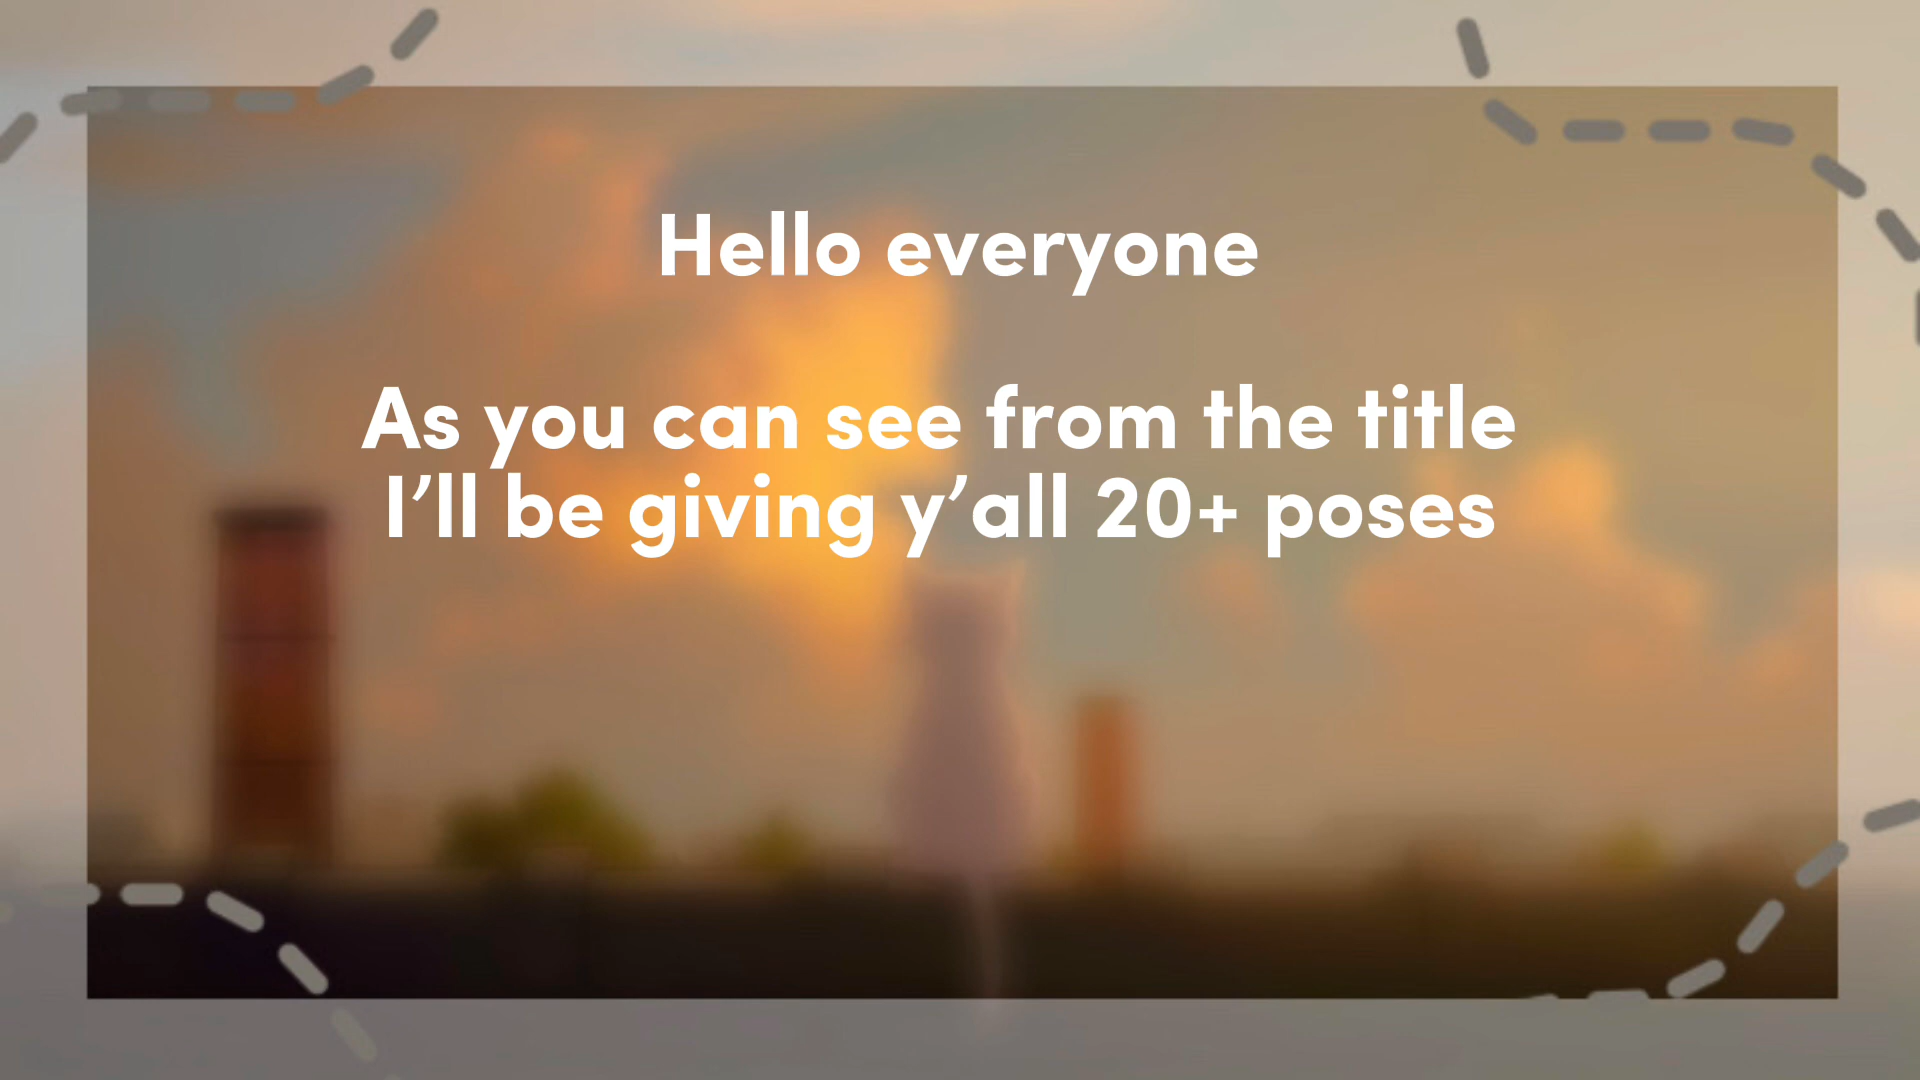 Hello everyone
As you can see from the title
I’ll be giving y’all 20+ poses